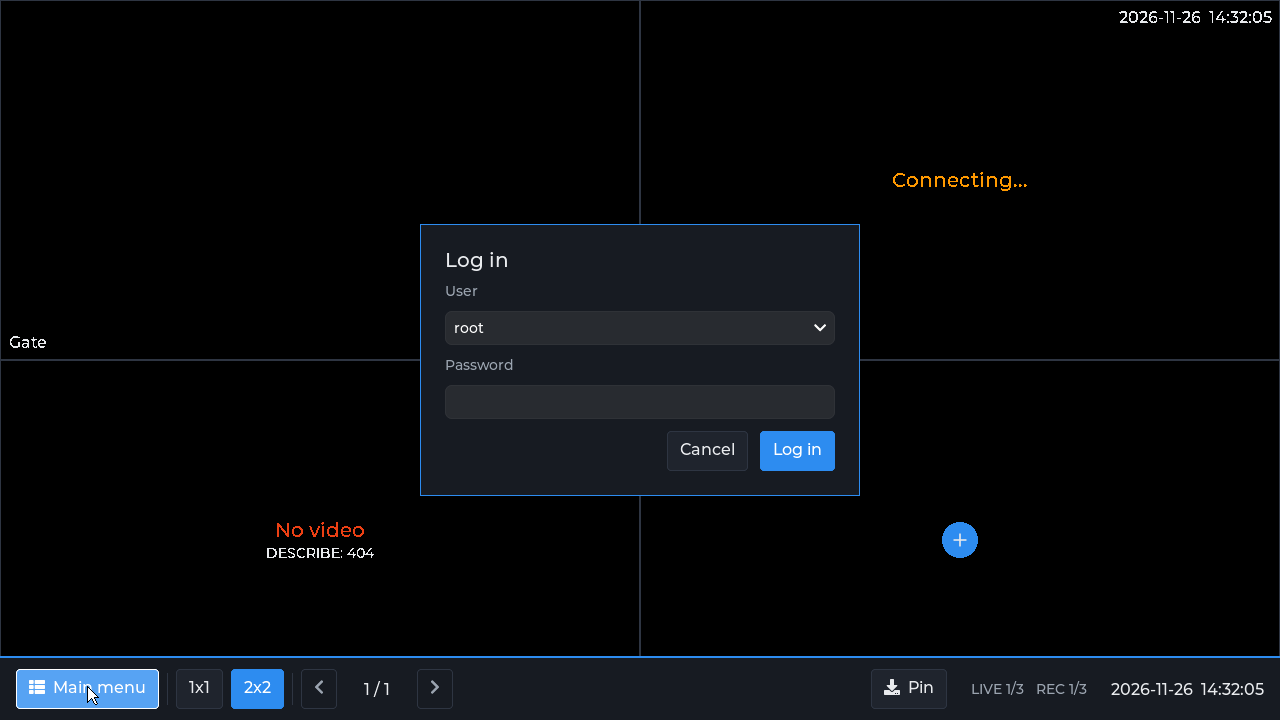 2026-11-26 14:32:05
Connecting...
Log in
User
root
Gate
Password
Cancel
Log in
No video
DESCRIBE: 404
Main menu
1x1
2x2
1 / 1
Pin
LIVE 1/3
REC 1/3
2026-11-26 14:32:05